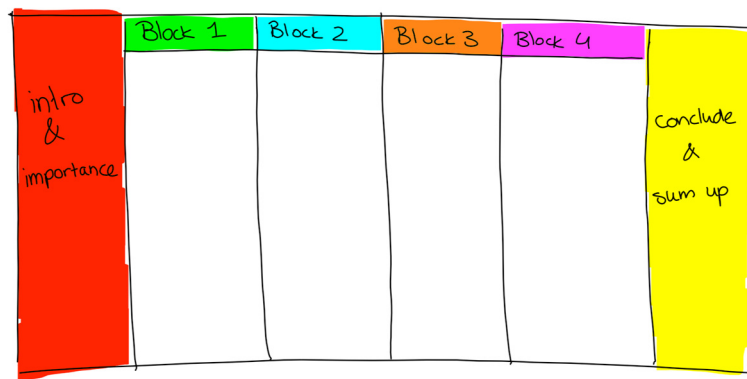 intro
&
importance
Block 1
Block 2
Block 3
Block 4
conclude
&
sum up